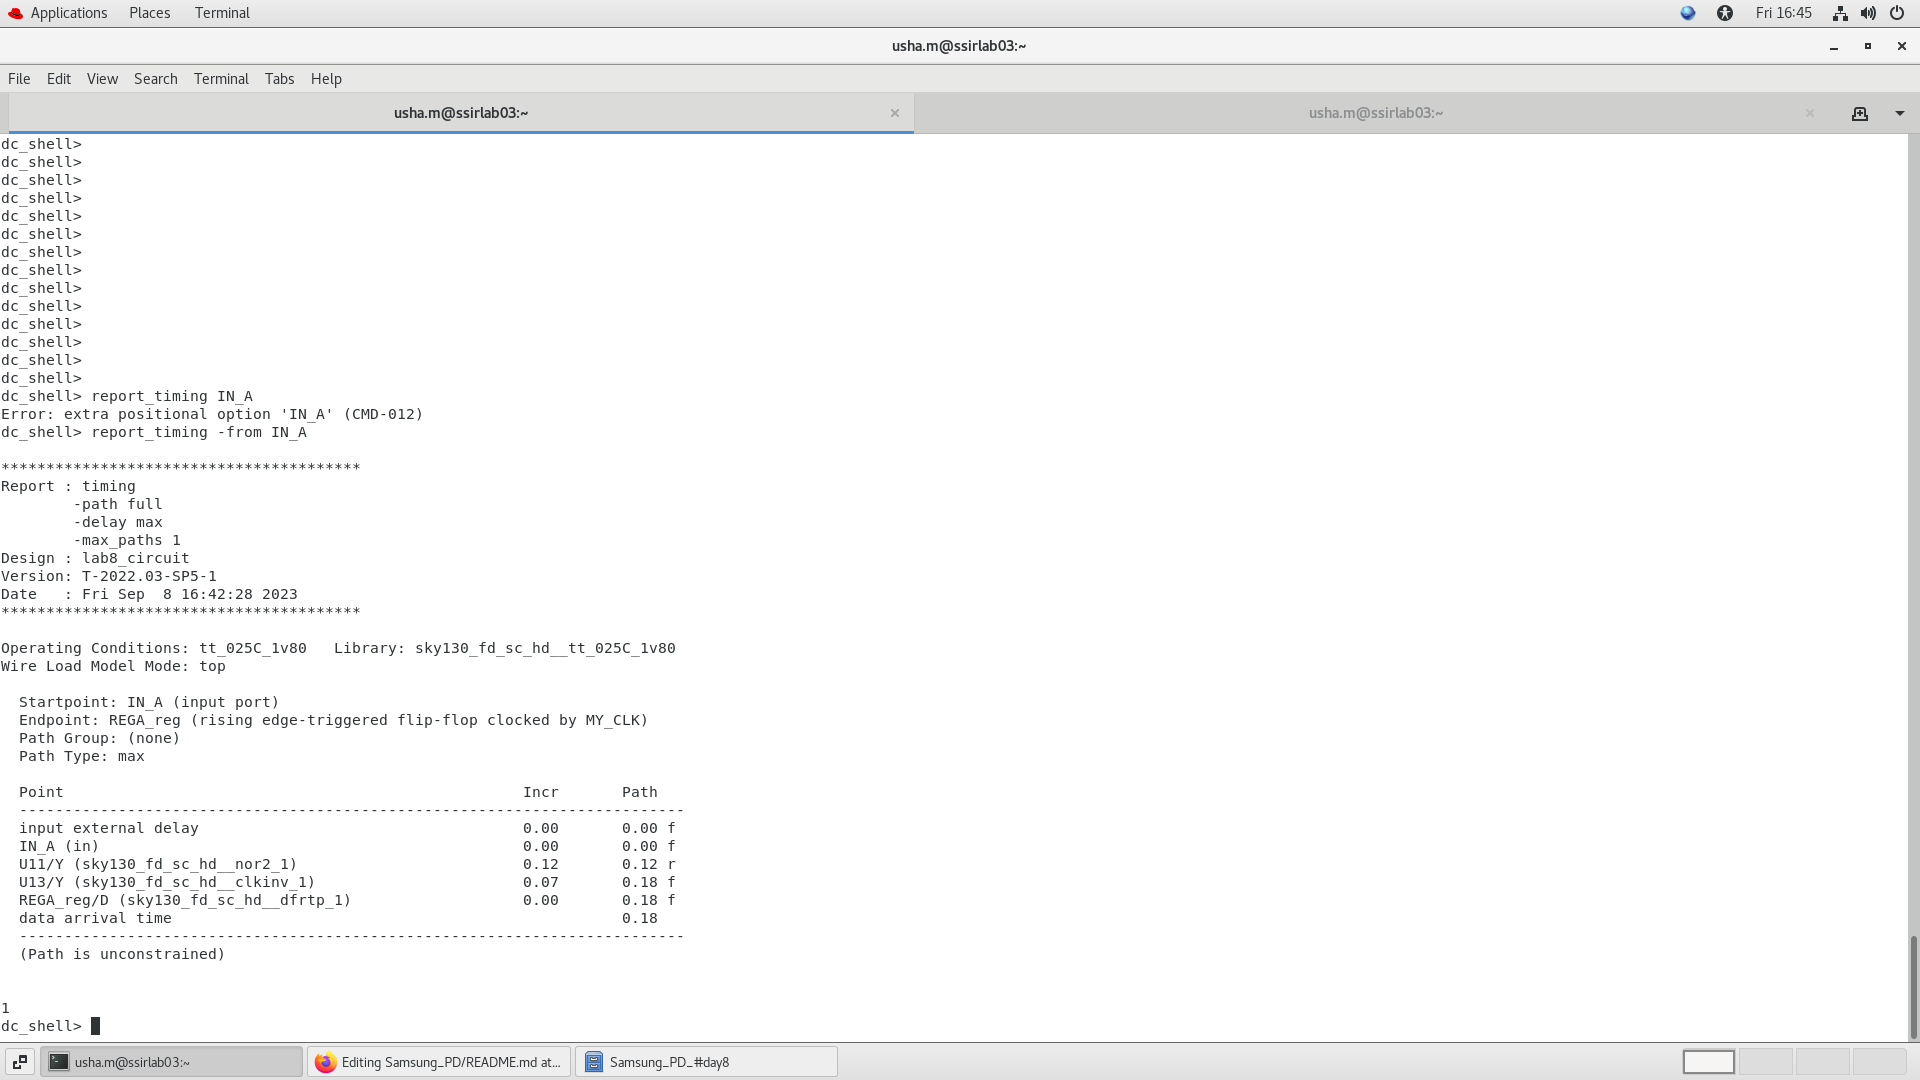 Applications Places Terminal Fri 16:45
usha.m@ssirlab03:~
File Edit View Search Terminal Tabs Help
usha.m@ssirlab03:~ × usha.m@ssirlab03:~ ×
dc_shell>
dc_shell>
dc_shell>
dc_shell>
dc_shell>
dc_shell>
dc_shell>
dc_shell>
dc_shell>
dc_shell>
dc_shell>
dc_shell>
dc_shell>
dc_shell>
dc_shell> report_timing IN_A
Error: extra positional option 'IN_A' (CMD-012)
dc_shell> report_timing -from IN_A
****************************************
Report : timing
        -path full
        -delay max
        -max_paths 1
Design : lab8_circuit
Version: T-2022.03-SP5-1
Date   : Fri Sep  8 16:42:28 2023
****************************************
Operating Conditions: tt_025C_1v80   Library: sky130_fd_sc_hd__tt_025C_1v80
Wire Load Model Mode: top
  Startpoint: IN_A (input port)
  Endpoint: REGA_reg (rising edge-triggered flip-flop clocked by MY_CLK)
  Path Group: (none)
  Path Type: max
  Point                                                   Incr       Path
  --------------------------------------------------------------------------
  input external delay                                    0.00       0.00 f
  IN_A (in)                                               0.00       0.00 f
  U11/Y (sky130_fd_sc_hd__nor2_1)                         0.12       0.12 r
  U13/Y (sky130_fd_sc_hd__clkinv_1)                       0.07       0.18 f
  REGA_reg/D (sky130_fd_sc_hd__dfrtp_1)                   0.00       0.18 f
  data arrival time                                                  0.18
  --------------------------------------------------------------------------
  (Path is unconstrained)
1
dc_shell>
usha.m@ssirlab03:~ Editing Samsung_PD/README.md at... Samsung_PD_#day8